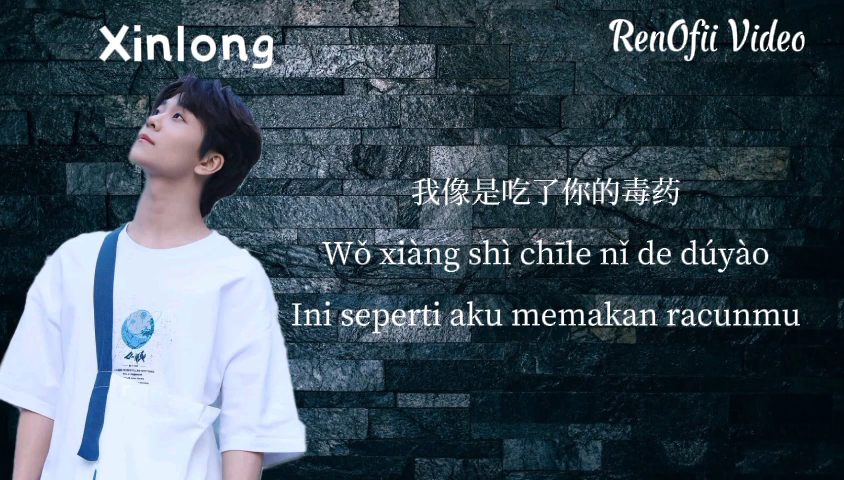 Xinlong
RenOfii Video
我像是吃了你的毒药
Wǒ xiàng shì chīle nǐ de dúyào
Ini seperti aku memakan racunmu